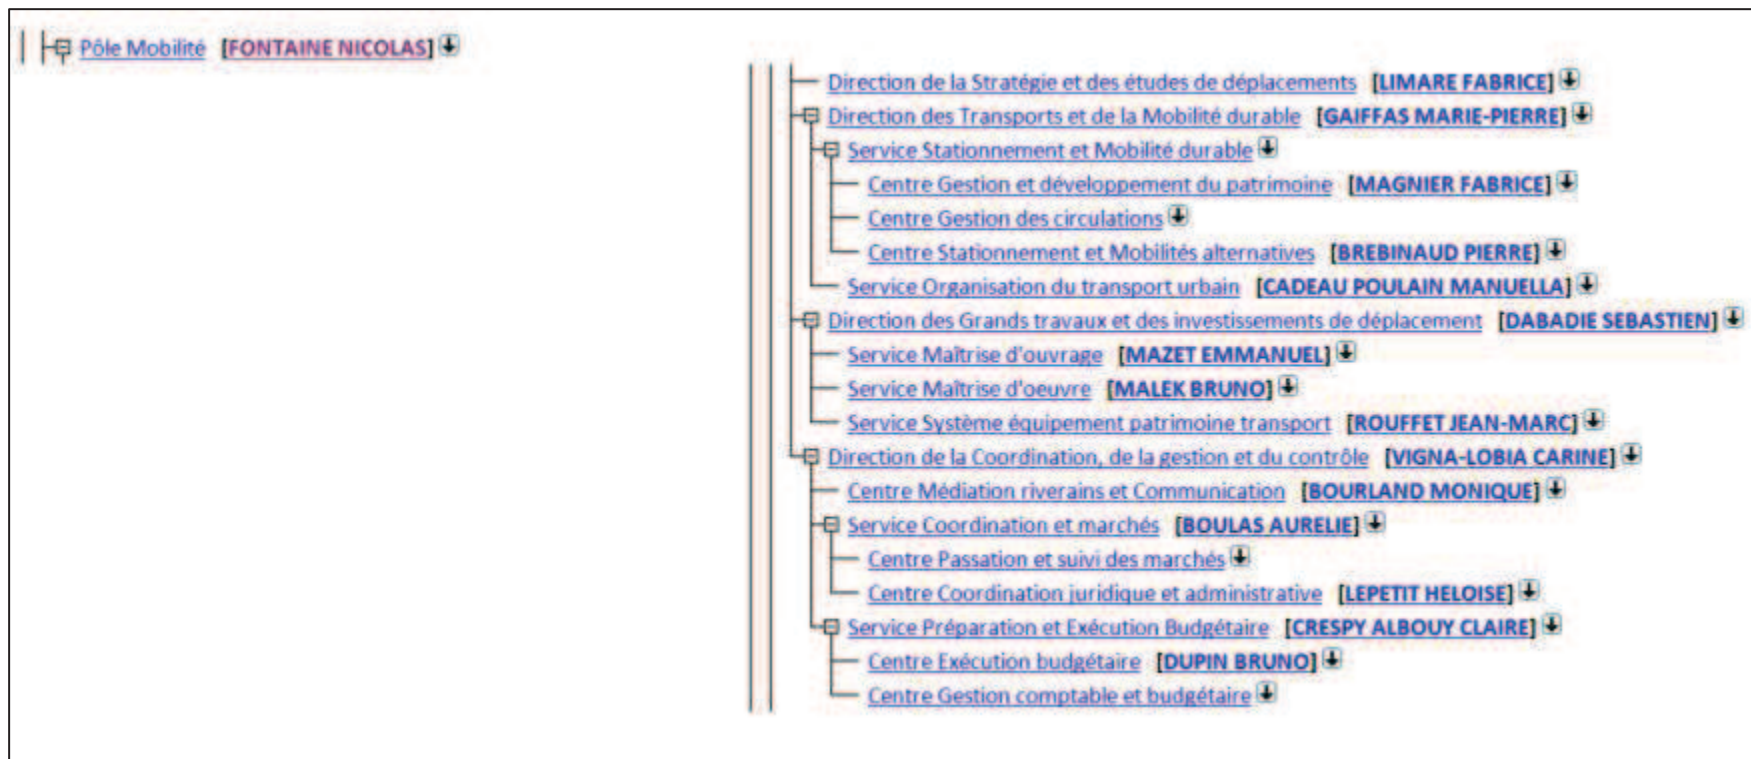 Pôle Mobilité [FONTAINE NICOLAS]
Direction de la Stratégie et des études de déplacements [LIMARE FABRICE]
Direction des Transports et de la Mobilité durable [GAIFFAS MARIE-PIERRE]
Service Stationnement et Mobilité durable
Centre Gestion et développement du patrimoine [MAGNIER FABRICE]
Centre Gestion des circulations
Centre Stationnement et Mobilités alternatives [BREBINAUD PIERRE]
Service Organisation du transport urbain [CADEAU POULAIN MANUELLA]
Direction des Grands travaux et des investissements de déplacement [DABADIE SEBASTIEN]
Service Maîtrise d'ouvrage [MAZET EMMANUEL]
Service Maîtrise d'oeuvre [MALEK BRUNO]
Service Système équipement patrimoine transport [ROUFFET JEAN-MARC]
Direction de la Coordination, de la gestion et du contrôle [VIGNA-LOBIA CARINE]
Centre Médiation riverains et Communication [BOURLAND MONIQUE]
Service Coordination et marchés [BOULAS AURELIE]
Centre Passation et suivi des marchés
Centre Coordination juridique et administrative [LEPETIT HELOISE]
Service Préparation et Exécution Budgétaire [CRESPY ALBOUY CLAIRE]
Centre Exécution budgétaire [DUPIN BRUNO]
Centre Gestion comptable et budgétaire